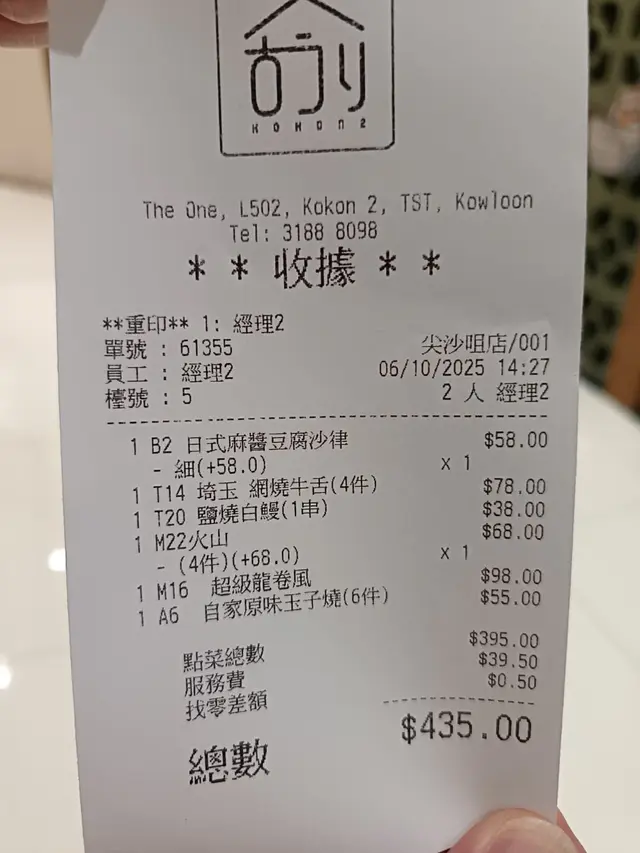 KOKON2
The One, L502, Kokon 2, TST, Kowloon
Tel: 3188 8098
* * 收據 * *
**重印** 1: 經理2
單號 : 61355 尖沙咀店/001
員工 : 經理2 06/10/2025 14:27
檯號 : 5 2 人 經理2
1 B2 日式麻醬豆腐沙律 $58.00
- 細(+58.0) x 1
1 T14 埼玉 網燒牛舌(4件) $78.00
1 T20 鹽燒白鰻(1串) $38.00
1 M22火山 $68.00
- (4件)(+68.0) x 1
1 M16 超級龍卷風 $98.00
1 A6 自家原味玉子燒(6件) $55.00
點菜總數 $395.00
服務費 $39.50
找零差額 $0.50
總數 $435.00